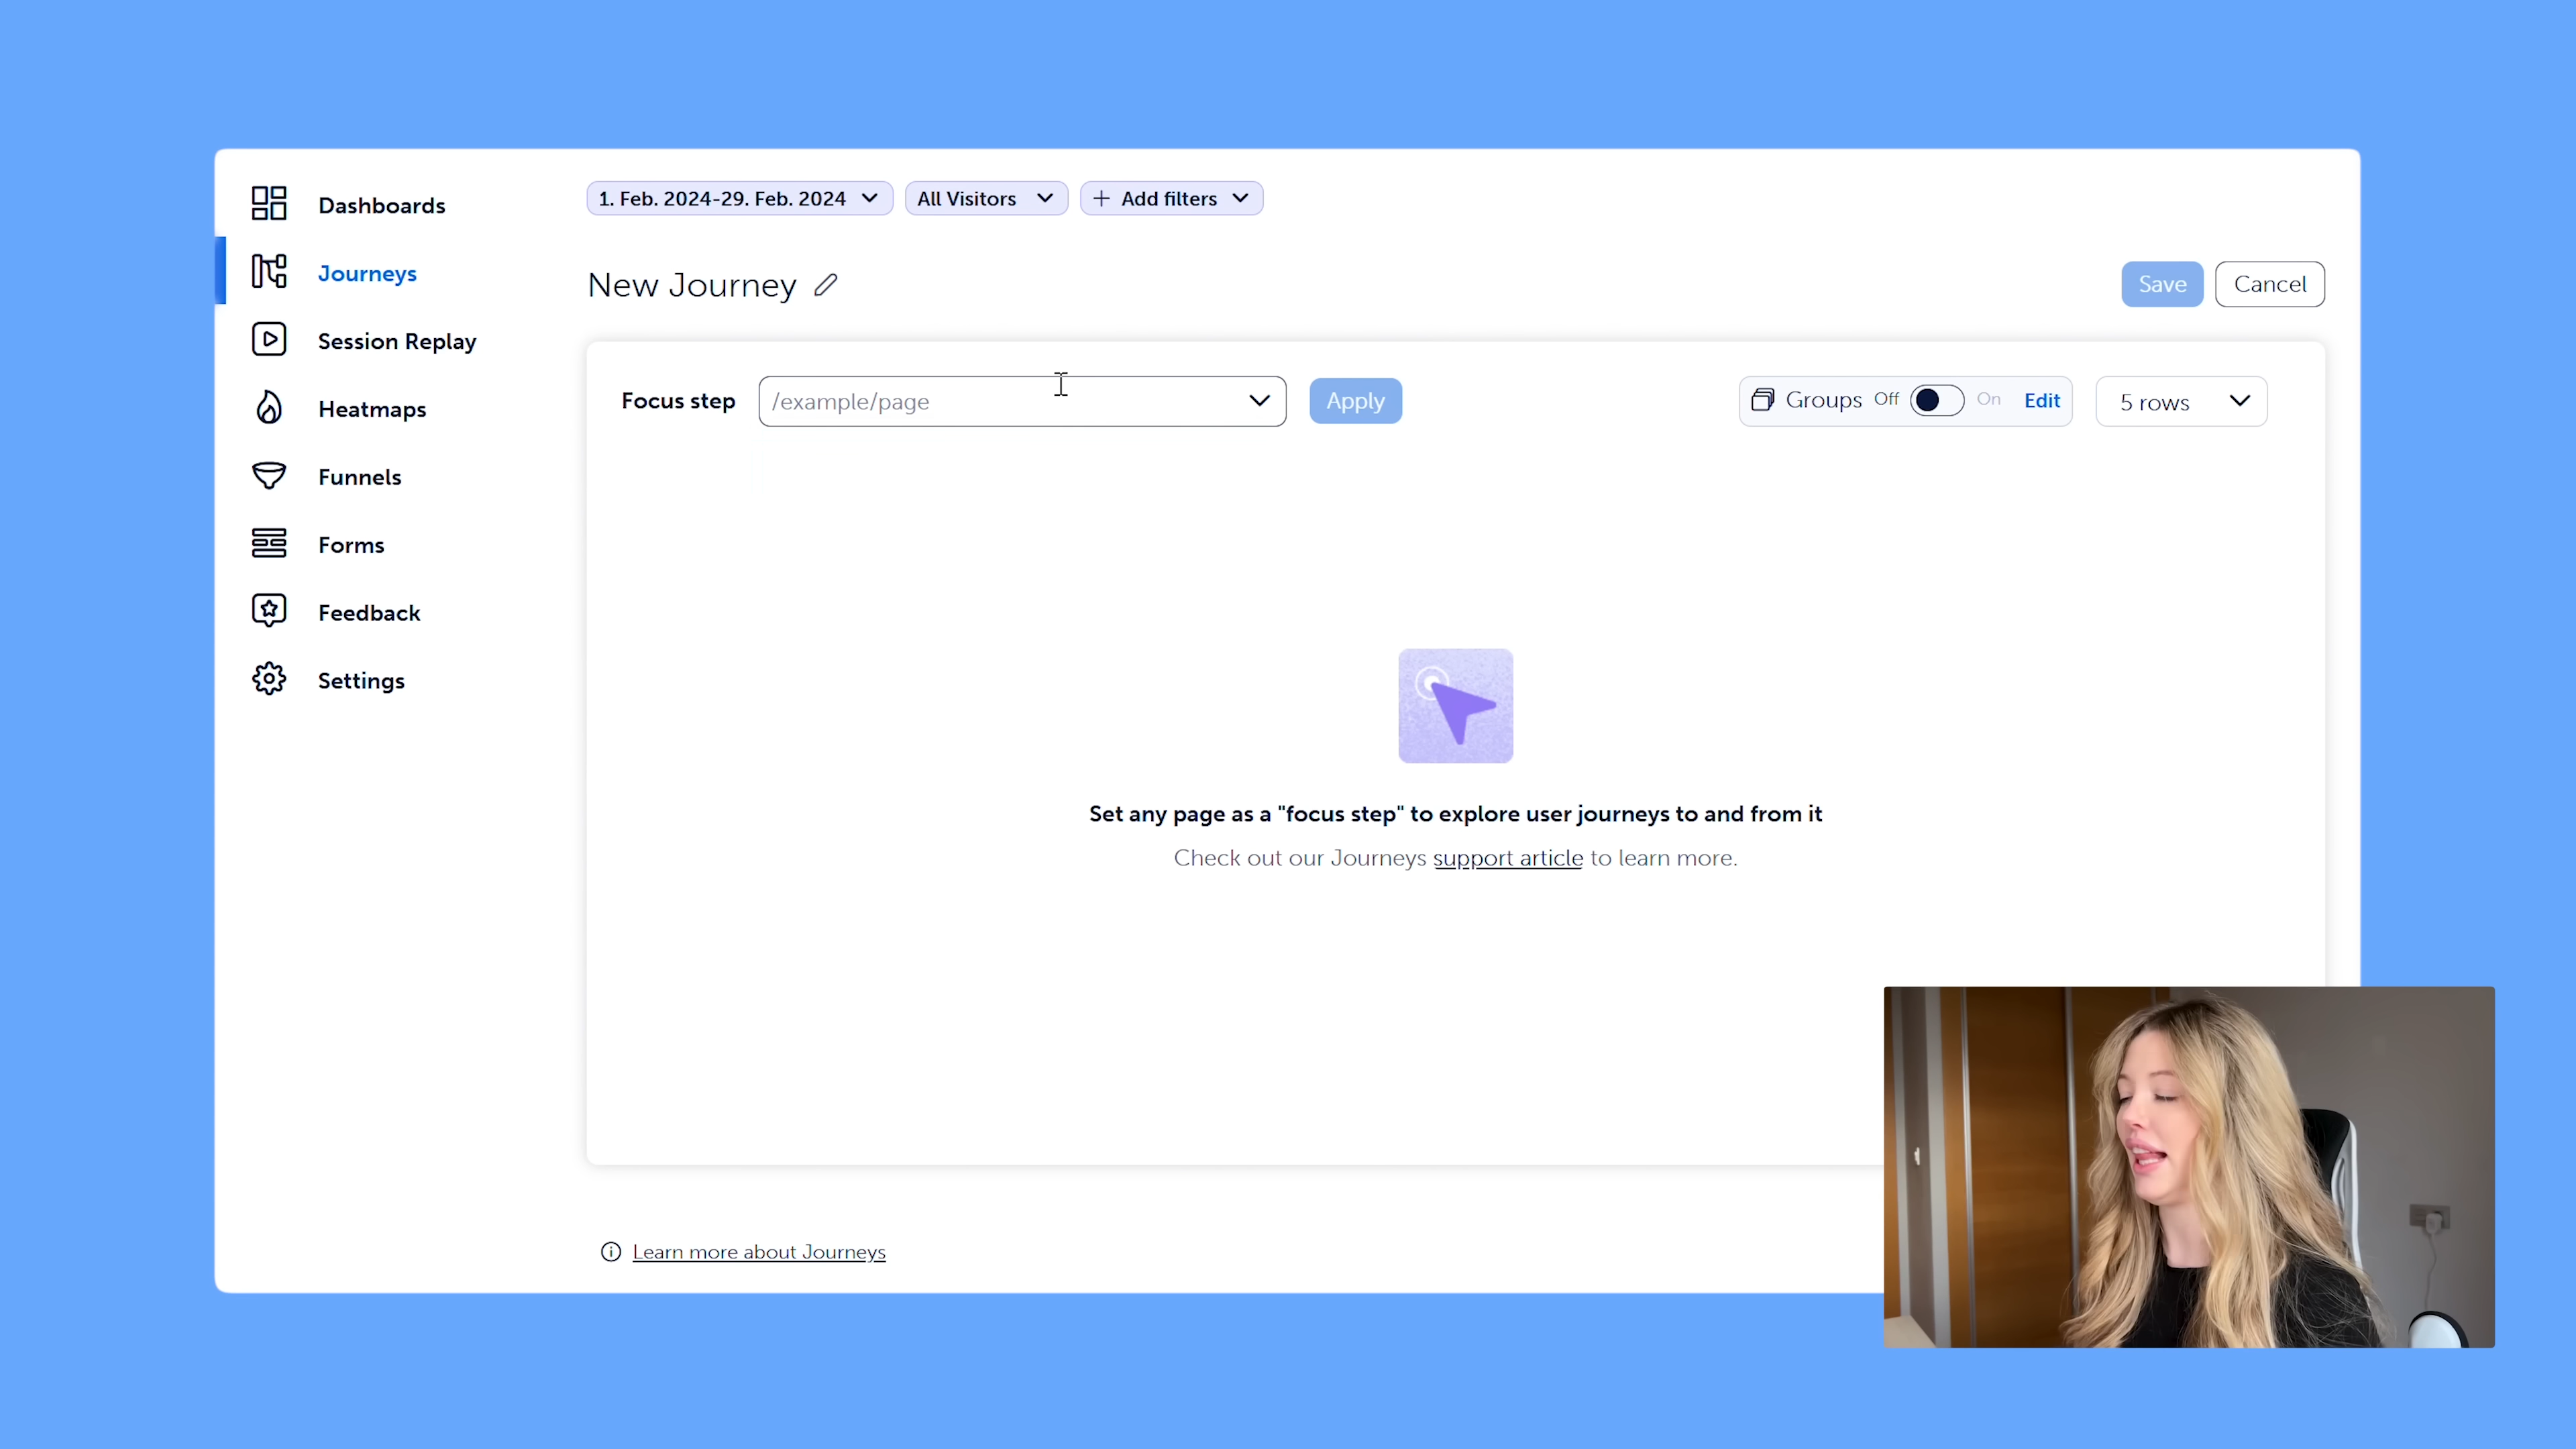 Dashboards
Journeys
Session Replay
Heatmaps
Funnels
Forms
Feedback
Settings
1. Feb. 2024-29. Feb. 2024
All Visitors
+ Add filters
New Journey
Save
Cancel
Focus step
/example/page
Apply
Groups Off On Edit
5 rows
Set any page as a "focus step" to explore user journeys to and from it
Check out our Journeys support article to learn more.
Learn more about Journeys